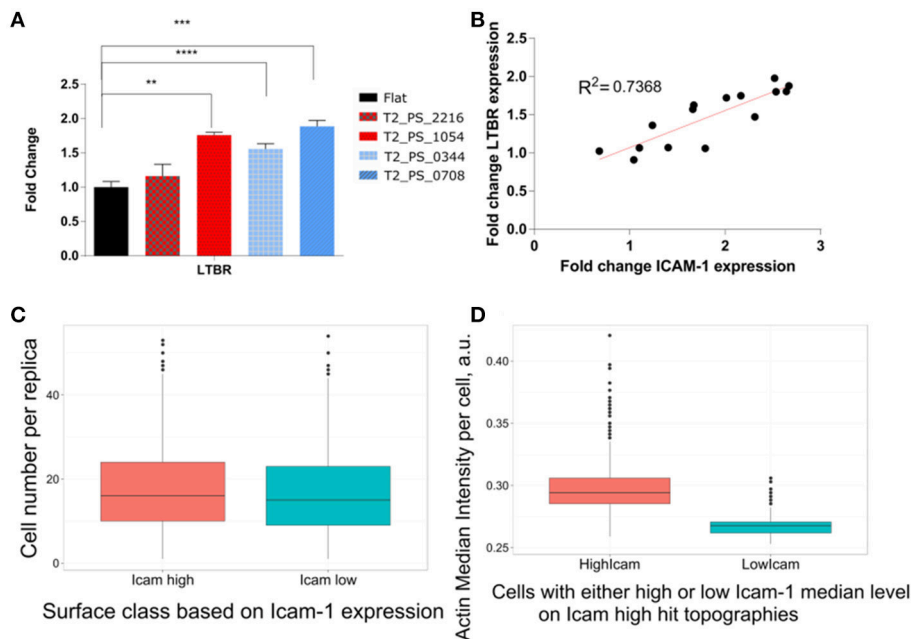 A
***
****
**
2.5
2.0
1.5
1.0
0.5
0.0
Fold Change
LTBR
Flat
T2_PS_2216
T2_PS_1054
T2_PS_0344
T2_PS_0708
B
2.5
2.0
1.5
1.0
0.5
0.0
Fold change LTBR expression
R²= 0.7368
0
1
2
3
Fold change ICAM-1 expression
C
Cell number per replica
40
20
0
Icam high
Icam low
Surface class based on Icam-1 expression
D
Actin Median Intensity per cell, a.u.
0.40
0.35
0.30
0.25
HighIcam
LowIcam
Cells with either high or low Icam-1 median level
on Icam high hit topographies